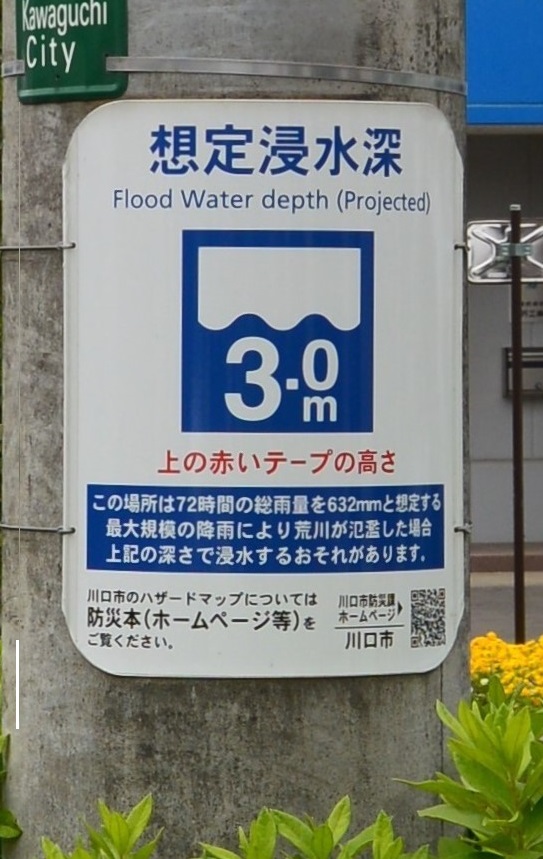 Kawaguchi
City
想定浸水深
Flood Water depth (Projected)
3.0
m
上の赤いテープの高さ
この場所は72時間の総雨量を632mmと想定する
最大規模の降雨により荒川が氾濫した場合
上記の深さで浸水するおそれがあります。
川口市のハザードマップについては
防災本(ホームページ等)を
ご覧ください。
川口市防災課
ホームページ
川口市